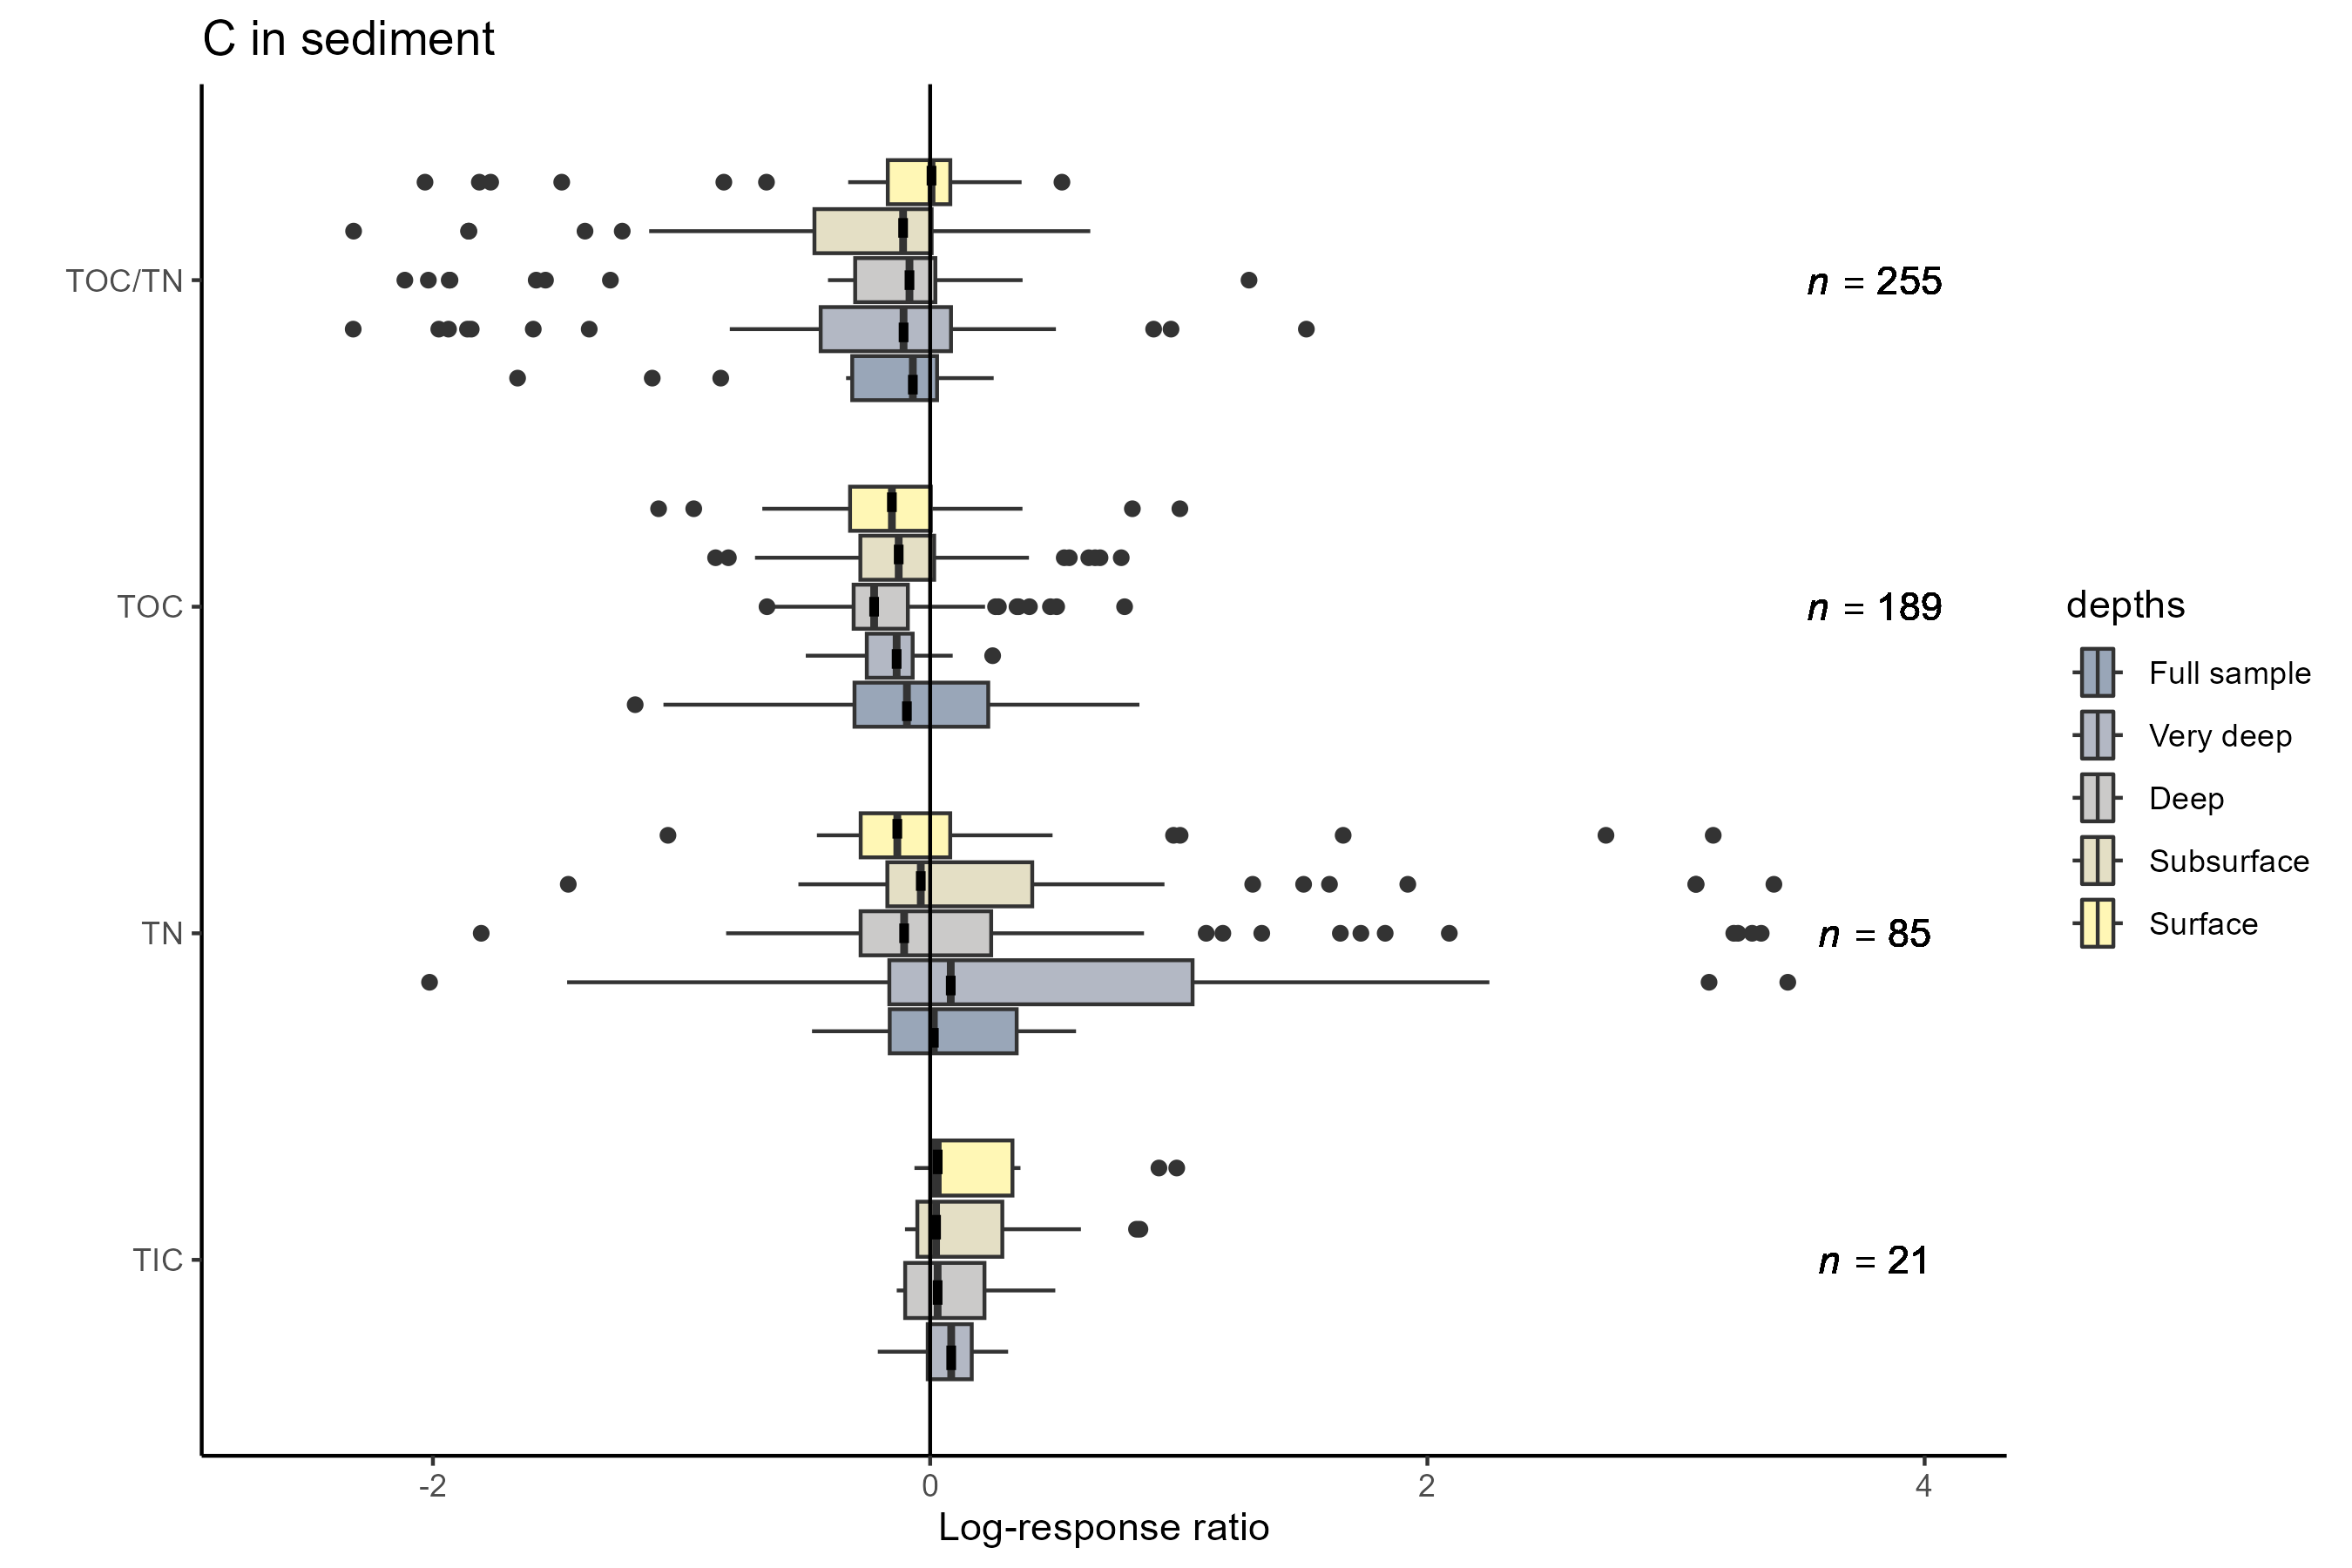 C in sediment
TOC/TN
n = 255
TOC
n = 189
TN
n = 85
TIC
n = 21
depths
Full sample
Very deep
Deep
Subsurface
Surface
-2 0 2 4
Log-response ratio